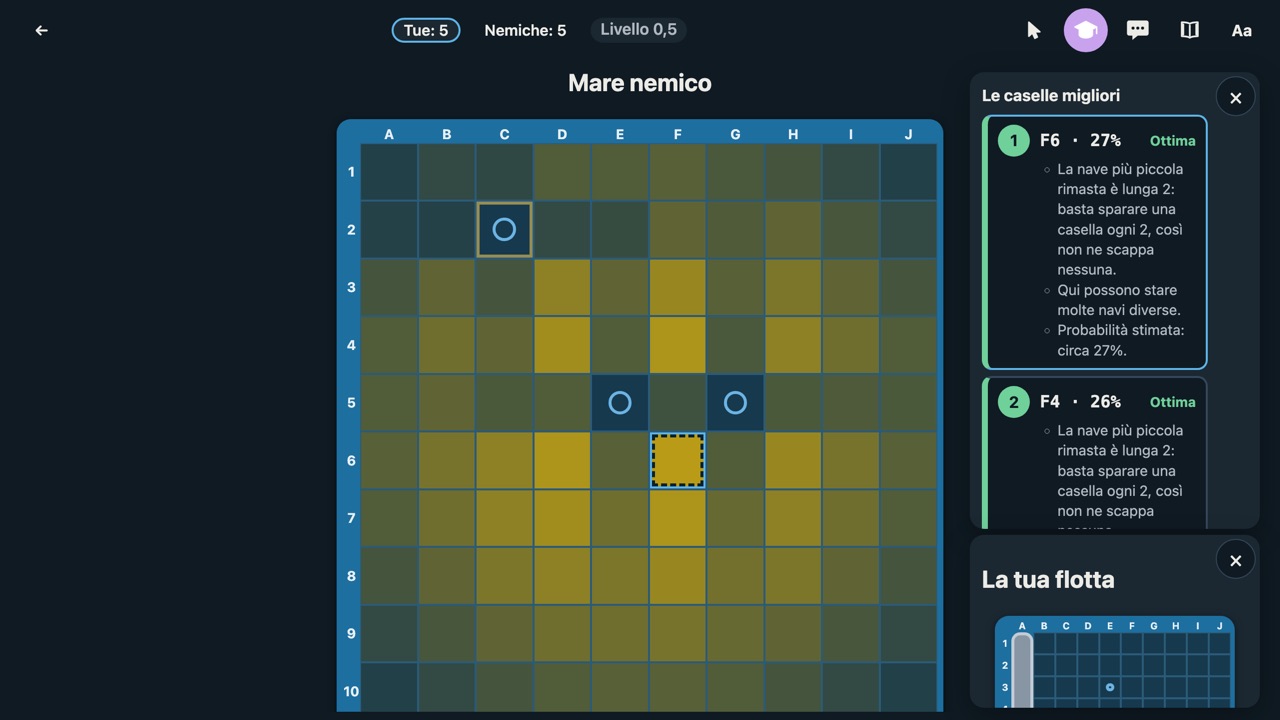 Tue: 5
Nemiche: 5
Livello 0,5
Aa
Mare nemico
A B C D E F G H I J
1
2
3
4
5
6
7
8
9
10
Le caselle migliori
1 F6 · 27% Ottima
La nave più piccola
rimasta è lunga 2:
basta sparare una
casella ogni 2, così
non ne scappa
nessuna.
Qui possono stare
molte navi diverse.
Probabilità stimata:
circa 27%.
2 F4 · 26% Ottima
La nave più piccola
rimasta è lunga 2:
basta sparare una
casella ogni 2, così
non ne scappa
La tua flotta
A B C D E F G H I J
1
2
3